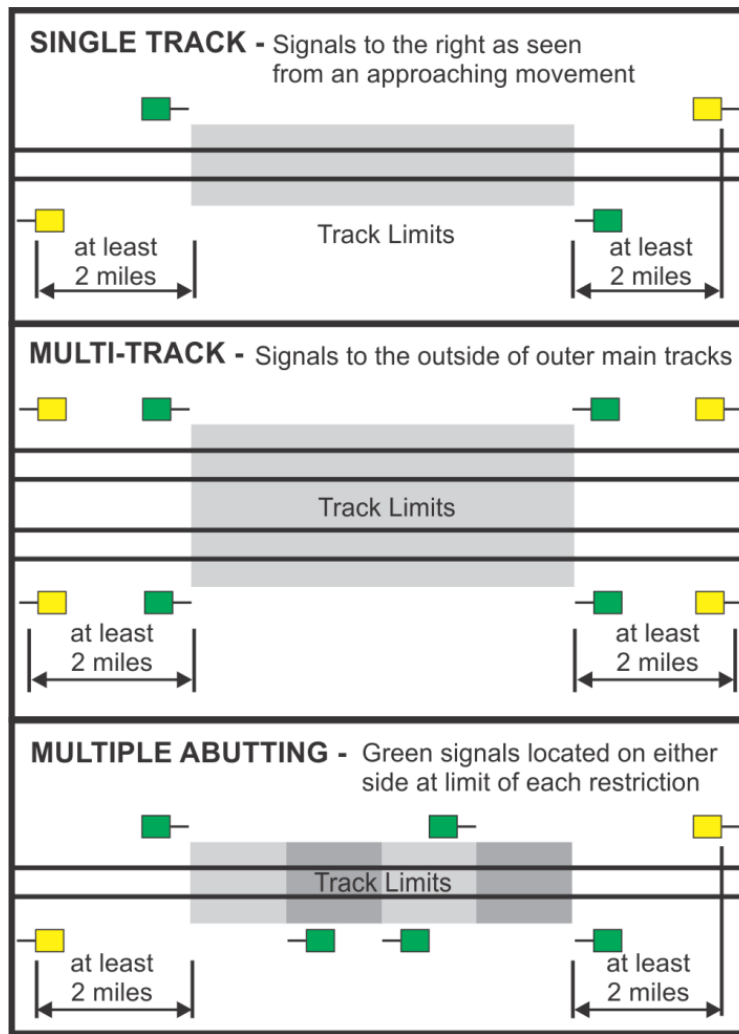 SINGLE TRACK - Signals to the right as seen
from an approaching movement
Track Limits
at least
2 miles
at least
2 miles
MULTI-TRACK - Signals to the outside of outer main tracks
Track Limits
at least
2 miles
at least
2 miles
MULTIPLE ABUTTING - Green signals located on either
side at limit of each restriction
Track Limits
at least
2 miles
at least
2 miles